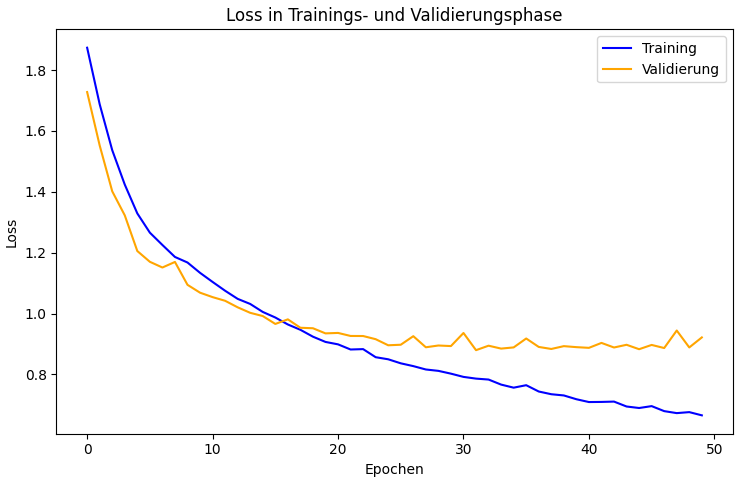 Loss in Trainings- und Validierungsphase
Training
Validierung
1.8
1.6
1.4
1.2
1.0
0.8
Loss
0
10
20
30
40
50
Epochen